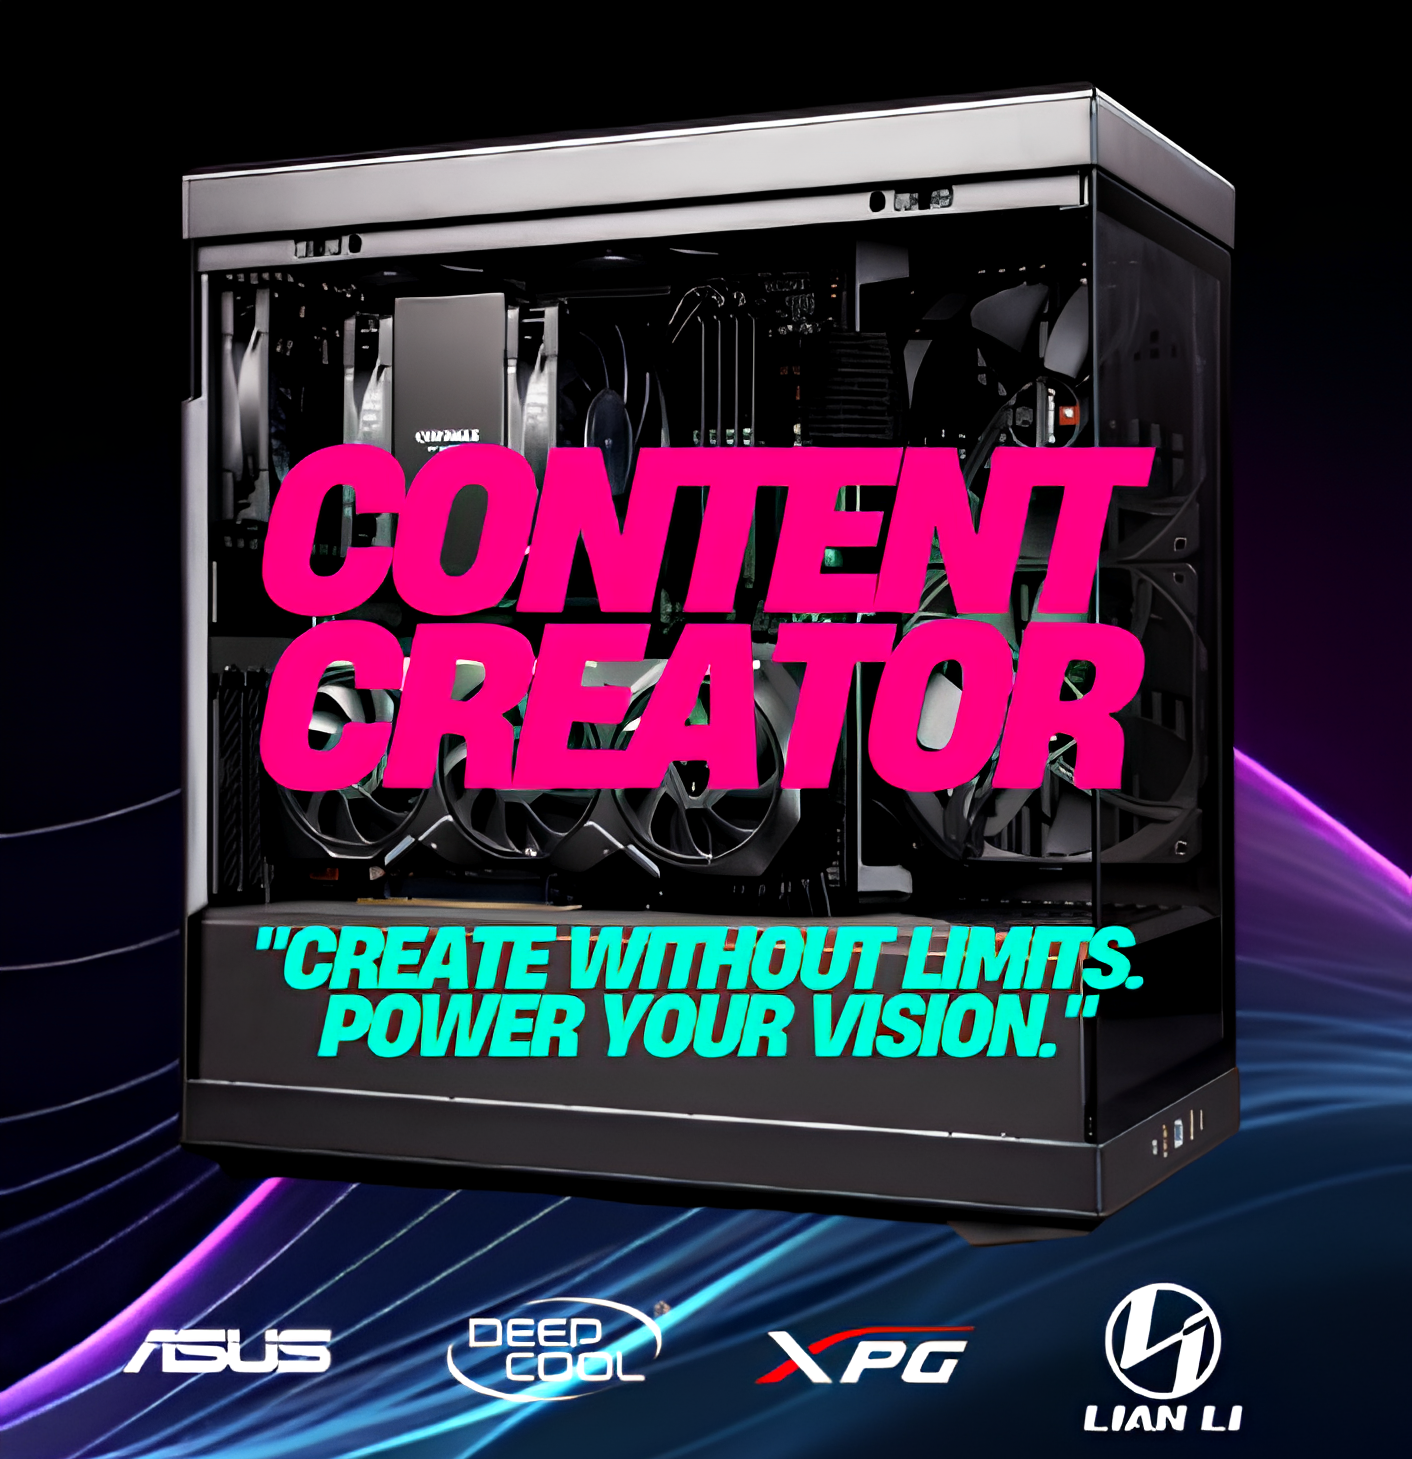 CONTENT
CREATOR
"CREATE WITHOUT LIMITS.
POWER YOUR VISION."
ASUS
DEEP
COOL
XPG
LIAN LI